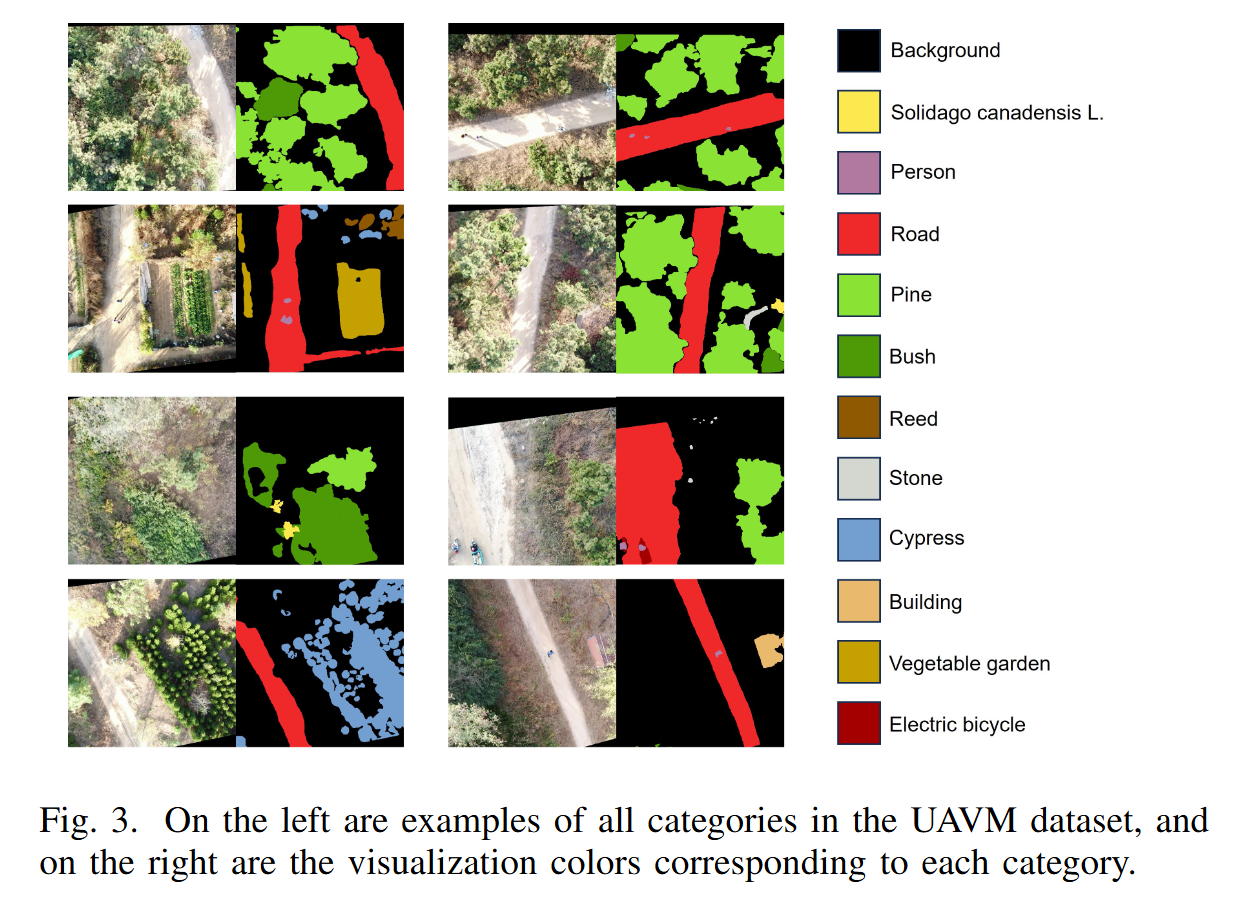 Background
Solidago canadensis L.
Person
Road
Pine
Bush
Reed
Stone
Cypress
Building
Vegetable garden
Electric bicycle
Fig. 3. On the left are examples of all categories in the UAVM dataset, and
on the right are the visualization colors corresponding to each category.